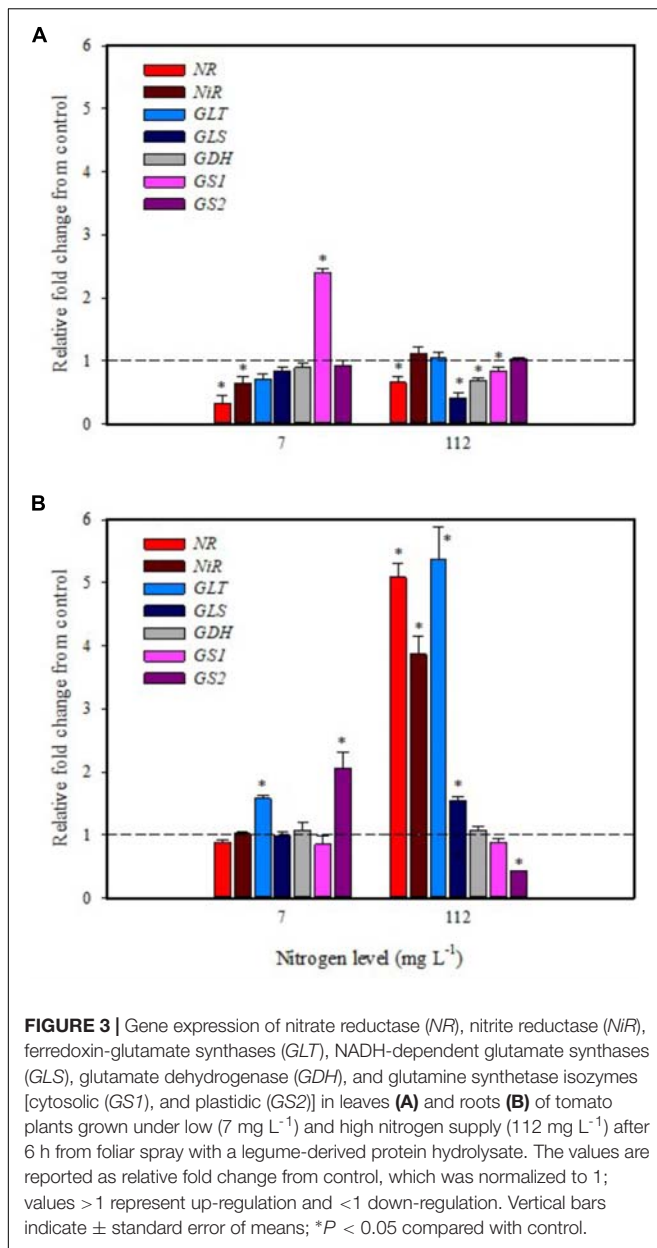 A
Relative fold change from control
6
5
4
3
2
1
0
NR
NiR
GLT
GLS
GDH
GS1
GS2
* * * * * * *
7 112
B
Relative fold change from control
6
5
4
3
2
1
0
NR
NiR
GLT
GLS
GDH
GS1
GS2
* * * * * * *
7 112
Nitrogen level (mg L⁻¹)
FIGURE 3 | Gene expression of nitrate reductase (NR), nitrite reductase (NiR),
ferredoxin-glutamate synthases (GLT), NADH-dependent glutamate synthases
(GLS), glutamate dehydrogenase (GDH), and glutamine synthetase isozymes
[cytosolic (GS1), and plastidic (GS2)] in leaves (A) and roots (B) of tomato
plants grown under low (7 mg L⁻¹) and high nitrogen supply (112 mg L⁻¹) after
6 h from foliar spray with a legume-derived protein hydrolysate. The values are
reported as relative fold change from control, which was normalized to 1;
values >1 represent up-regulation and <1 down-regulation. Vertical bars
indicate ± standard error of means; *P < 0.05 compared with control.